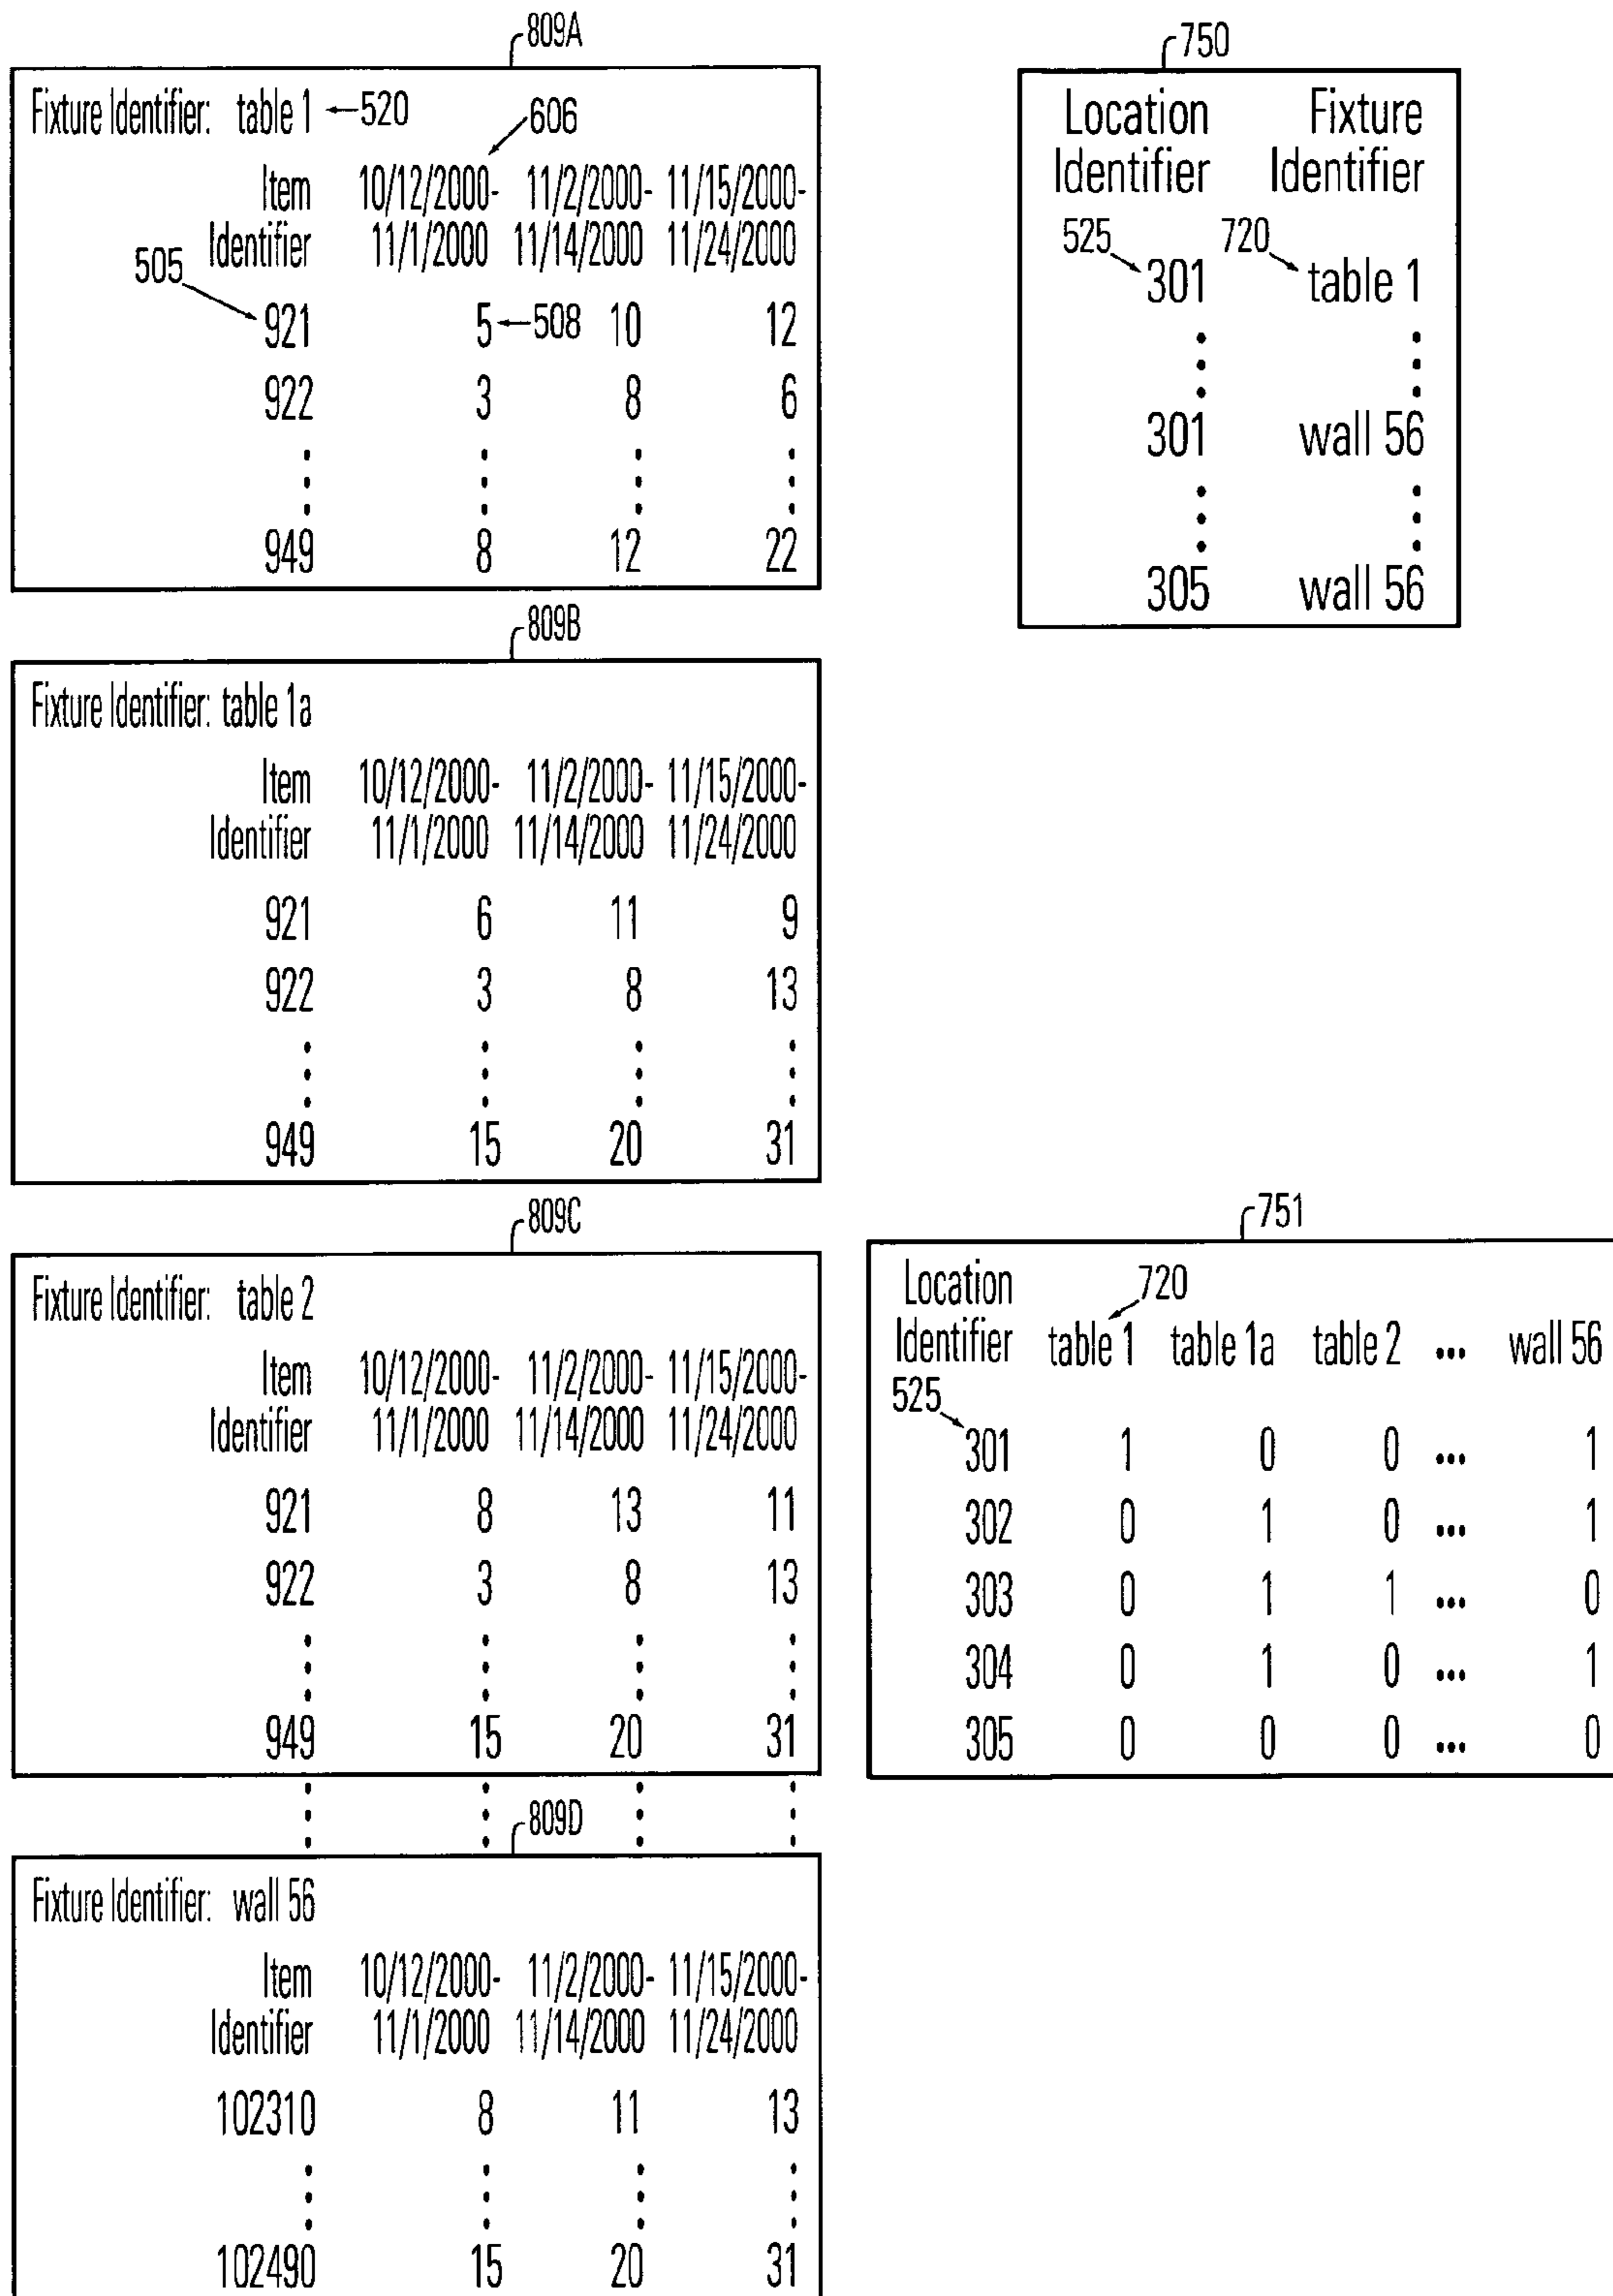 809A
Fixture Identifier: table 1 520
606
Item 10/12/2000- 11/2/2000- 11/15/2000-
Identifier 11/1/2000 11/14/2000 11/24/2000
505
921 5 508 10 12
922 3 8 6
949 8 12 22
809B
Fixture Identifier: table 1a
Item 10/12/2000- 11/2/2000- 11/15/2000-
Identifier 11/1/2000 11/14/2000 11/24/2000
921 6 11 9
922 3 8 13
949 15 20 31
809C
Fixture Identifier: table 2
Item 10/12/2000- 11/2/2000- 11/15/2000-
Identifier 11/1/2000 11/14/2000 11/24/2000
921 8 13 11
922 3 8 13
949 15 20 31
809D
Fixture Identifier: wall 56
Item 10/12/2000- 11/2/2000- 11/15/2000-
Identifier 11/1/2000 11/14/2000 11/24/2000
102310 8 11 13
102490 15 20 31
750
Location Fixture
Identifier Identifier
525 720
301 table 1
301 wall 56
305 wall 56
751
Location 720
Identifier table 1 table 1a table 2 ... wall 56
525
301 1 0 0 ... 1
302 0 1 0 ... 1
303 0 1 1 ... 0
304 0 1 0 ... 1
305 0 0 0 ... 0